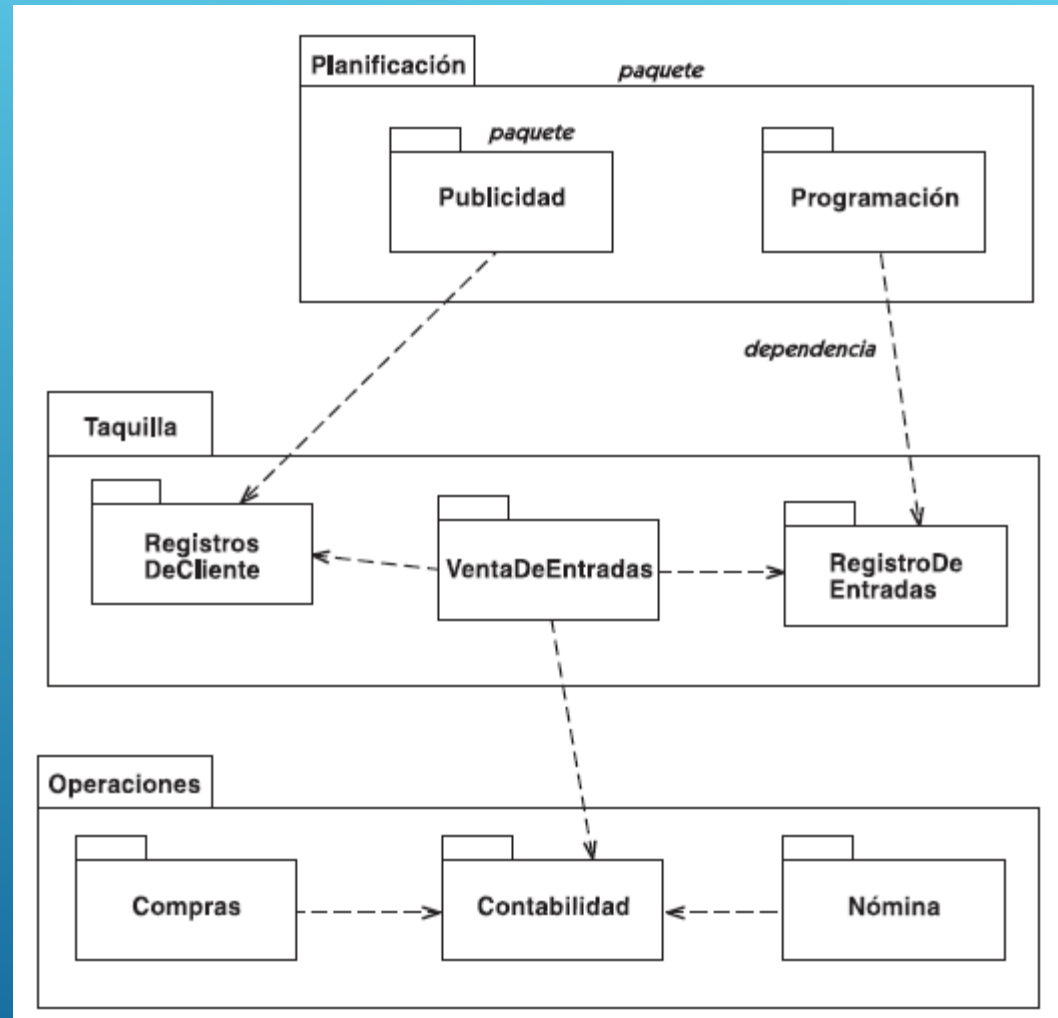 Planificación
paquete
paquete
Publicidad
Programación
dependencia
Taquilla
Registros
DeCliente
VentaDeEntradas
RegistroDe
Entradas
Operaciones
Compras
Contabilidad
Nómina